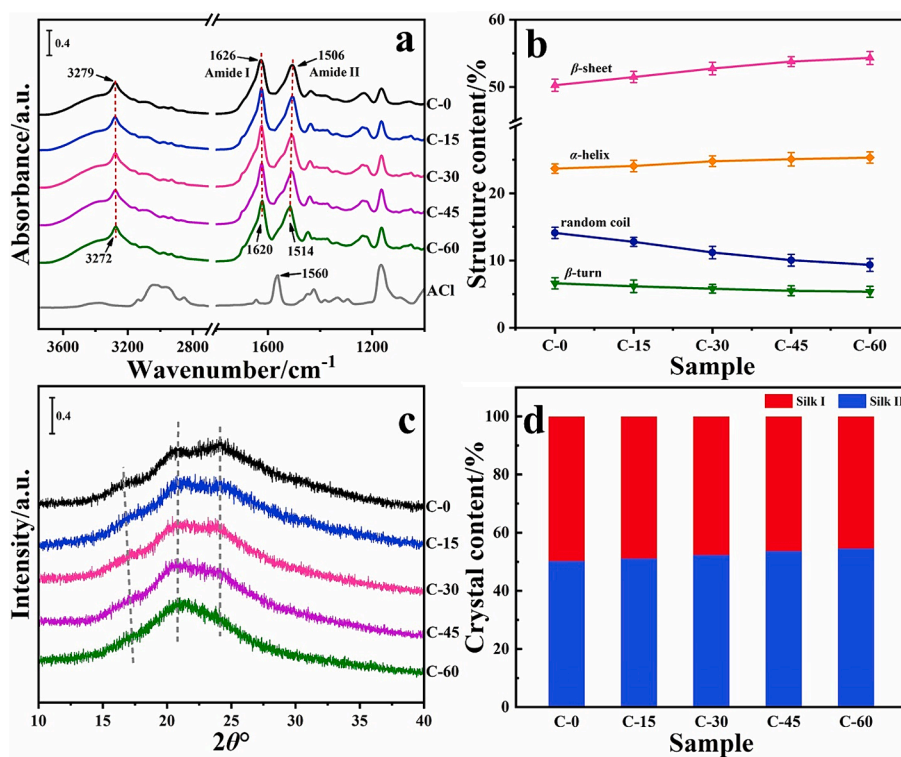 a
0.4
3279
1626
Amide I
1506
Amide II
C-0
C-15
C-30
C-45
C-60
3272
1620
1514
1560
ACl
Absorbance/a.u.
3600 3200 2800 1600 1200
Wavenumber/cm-1
b
β-sheet
α-helix
random coil
β-turn
Structure content/%
50
20
10
0
C-0 C-15 C-30 C-45 C-60
Sample
c
0.4
C-0
C-15
C-30
C-45
C-60
Intensity/a.u.
10 15 20 25 30 35 40
2θ°
d
Silk I Silk II
Crystal content/%
100
80
60
40
20
0
C-0 C-15 C-30 C-45 C-60
Sample